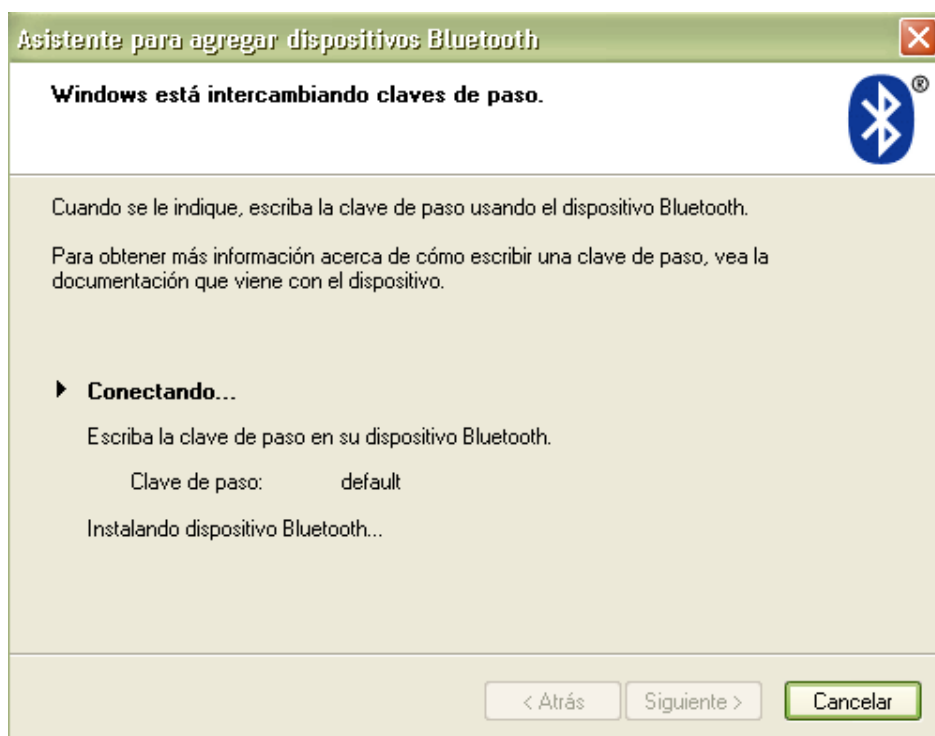 Asistente para agregar dispositivos Bluetooth
Windows está intercambiando claves de paso.
®
Cuando se le indique, escriba la clave de paso usando el dispositivo Bluetooth.
Para obtener más información acerca de cómo escribir una clave de paso, vea la
documentación que viene con el dispositivo.
Conectando...
Escriba la clave de paso en su dispositivo Bluetooth.
Clave de paso: default
Instalando dispositivo Bluetooth...
< Atrás Siguiente > Cancelar